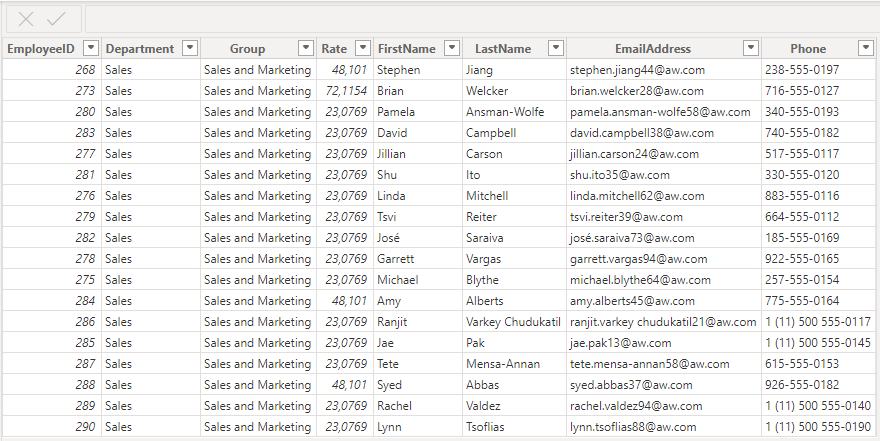 EmployeeID Department Group Rate FirstName LastName EmailAddress Phone
268 Sales Sales and Marketing 48,101 Stephen Jiang stephen.jiang44@aw.com 238-555-0197
273 Sales Sales and Marketing 72,1154 Brian Welcker brian.welcker28@aw.com 716-555-0127
280 Sales Sales and Marketing 23,0769 Pamela Ansman-Wolfe pamela.ansman-wolfe58@aw.com 340-555-0193
283 Sales Sales and Marketing 23,0769 David Campbell david.campbell38@aw.com 740-555-0182
277 Sales Sales and Marketing 23,0769 Jillian Carson jillian.carson24@aw.com 517-555-0117
281 Sales Sales and Marketing 23,0769 Shu Ito shu.ito35@aw.com 330-555-0120
276 Sales Sales and Marketing 23,0769 Linda Mitchell linda.mitchell62@aw.com 883-555-0116
279 Sales Sales and Marketing 23,0769 Tsvi Reiter tsvi.reiter39@aw.com 664-555-0112
282 Sales Sales and Marketing 23,0769 José Saraiva josé.saraiva73@aw.com 185-555-0169
278 Sales Sales and Marketing 23,0769 Garrett Vargas garrett.vargas94@aw.com 922-555-0165
275 Sales Sales and Marketing 23,0769 Michael Blythe michael.blythe64@aw.com 257-555-0154
284 Sales Sales and Marketing 48,101 Amy Alberts amy.alberts45@aw.com 775-555-0164
286 Sales Sales and Marketing 23,0769 Ranjit Varkey Chudukatil ranjit.varkey chudukatil21@aw.com 1 (11) 500 555-0117
285 Sales Sales and Marketing 23,0769 Jae Pak jae.pak13@aw.com 1 (11) 500 555-0145
287 Sales Sales and Marketing 23,0769 Tete Mensa-Annan tete.mensa-annan58@aw.com 615-555-0153
288 Sales Sales and Marketing 48,101 Syed Abbas syed.abbas37@aw.com 926-555-0182
289 Sales Sales and Marketing 23,0769 Rachel Valdez rachel.valdez94@aw.com 1 (11) 500 555-0140
290 Sales Sales and Marketing 23,0769 Lynn Tsoflias lynn.tsoflias88@aw.com 1 (11) 500 555-0190